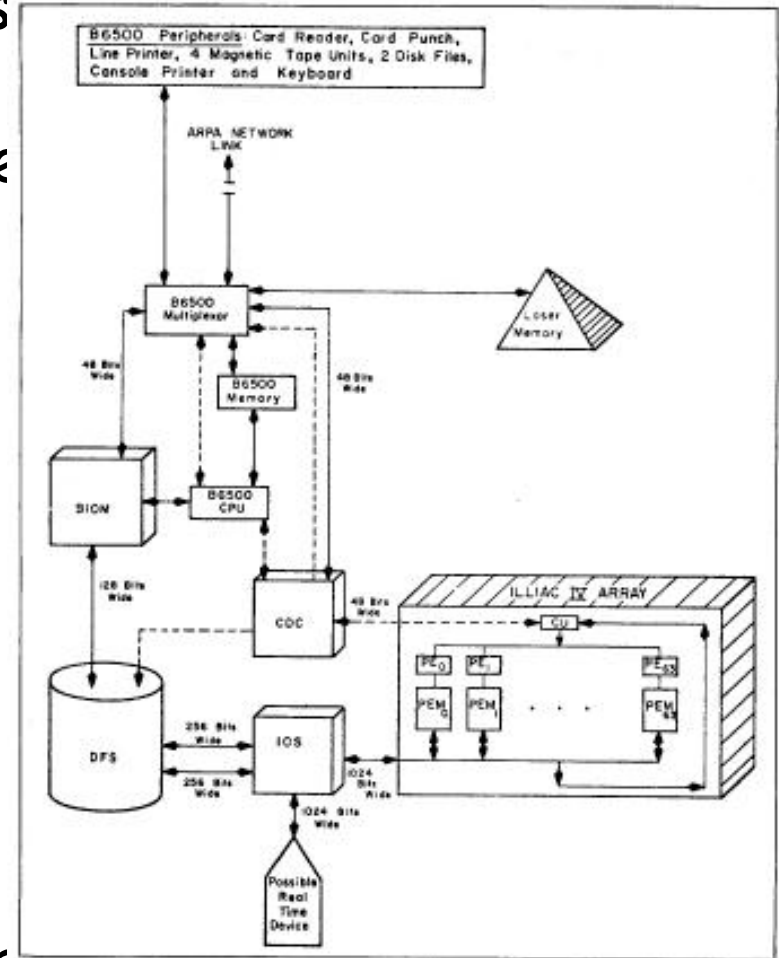 B6500 Peripherals: Card Reader, Card Punch,
Line Printer, 4 Magnetic Tape Units, 2 Disk Files,
Console Printer and Keyboard
ARPA NETWORK
LINK
B6500
Multiplexor
Laser
Memory
48 Bits
Wide
48 Bits
Wide
B6500
Memory
BIOM
B6500
CPU
128 Bits
Wide
CDC
48 Bits
Wide
ILLIAC IV ARRAY
CU
PE0 PE1 PE63
PEM0 PEM1 . . . PEM63
DFS
256 Bits
Wide
256 Bits
Wide
IOS
1024
Bits
Wide
1024 Bits
Wide
Possible
Real
Time
Device